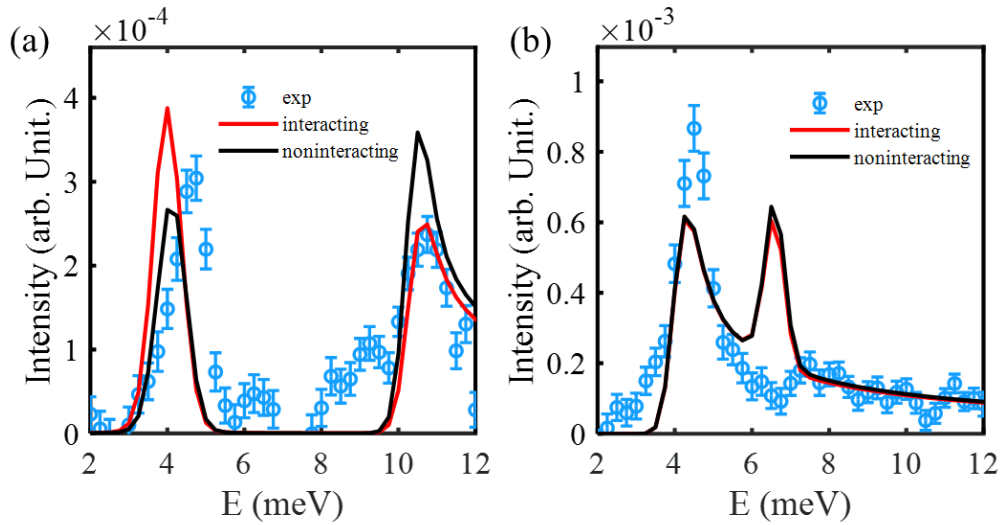 (a)
×10⁻⁴
Intensity (arb. Unit.)
4
3
2
1
0
exp
interacting
noninteracting
2 4 6 8 10 12
E (meV)
(b)
×10⁻³
Intensity (arb. Unit.)
1
0.8
0.6
0.4
0.2
0
exp
interacting
noninteracting
2 4 6 8 10 12
E (meV)